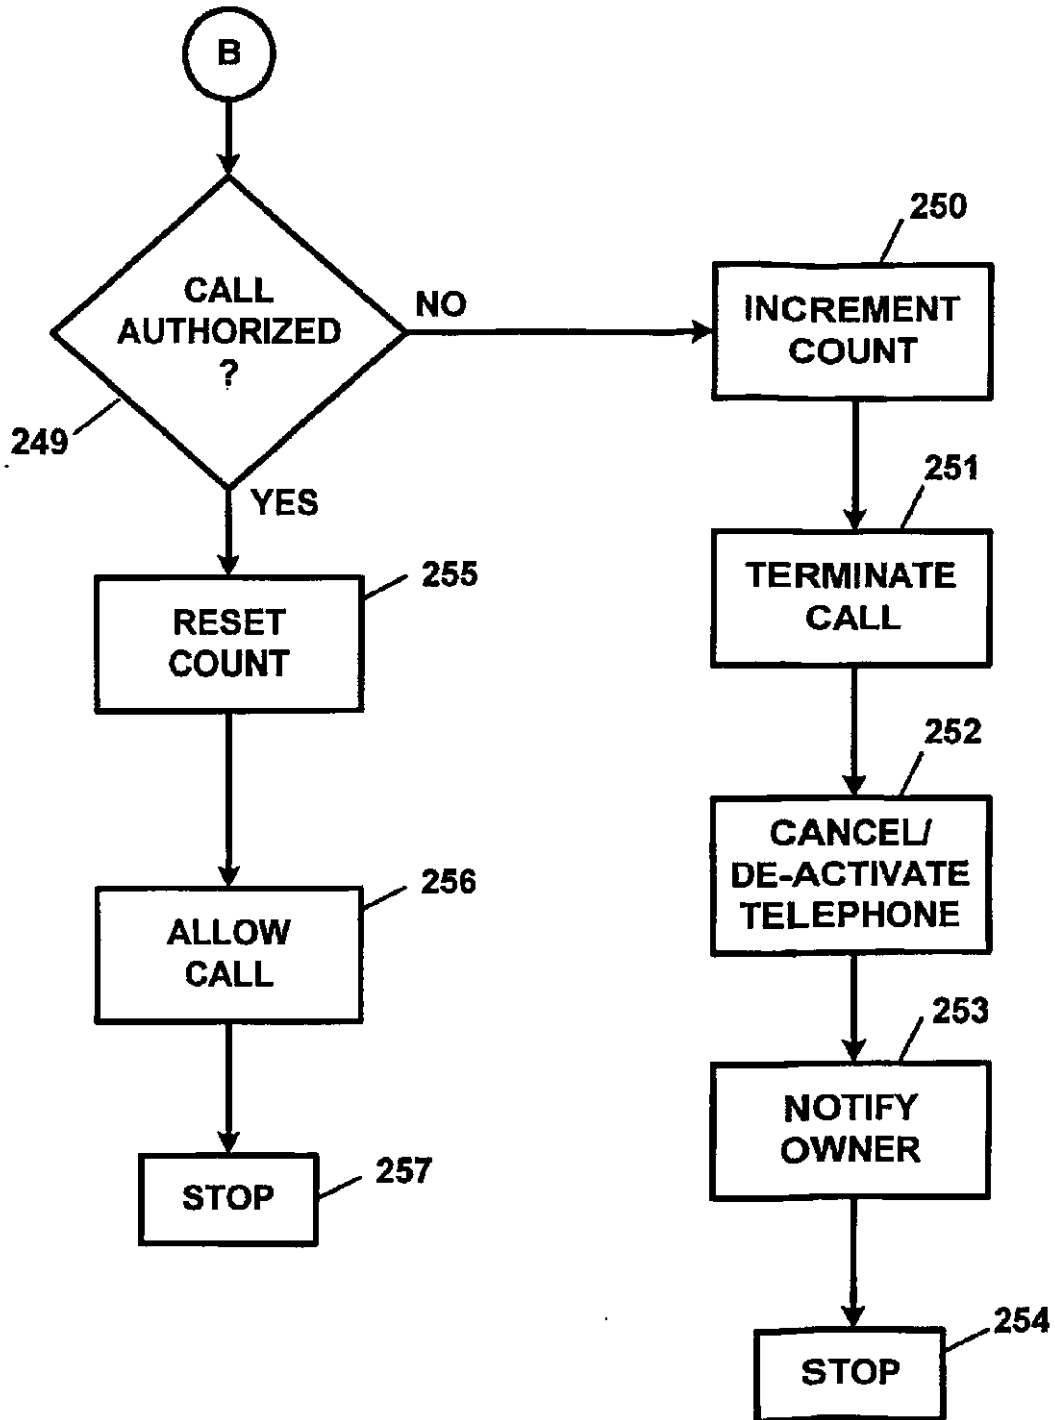 B
CALL
AUTHORIZED
?
249
NO
YES
250
INCREMENT
COUNT
251
TERMINATE
CALL
252
CANCEL/
DE-ACTIVATE
TELEPHONE
253
NOTIFY
OWNER
254
STOP
255
RESET
COUNT
256
ALLOW
CALL
257
STOP